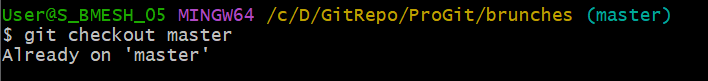 User@S_BMESH_05 MINGW64 /c/D/GitRepo/ProGit/brunches (master)
$ git checkout master
Already on 'master'